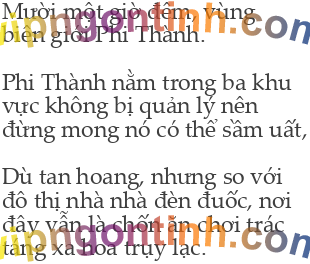 Mười một giờ đêm, vùng
biên giới Phi Thành.
Phi Thành nằm trong ba khu
vực không bị quản lý nên
đừng mong nó có thể sầm uất,
Dù tan hoang, nhưng so với
đô thị nhà nhà đèn đuốc, nơi
đây vẫn là chốn ăn chơi trác
táng xa hoa trụy lạc.